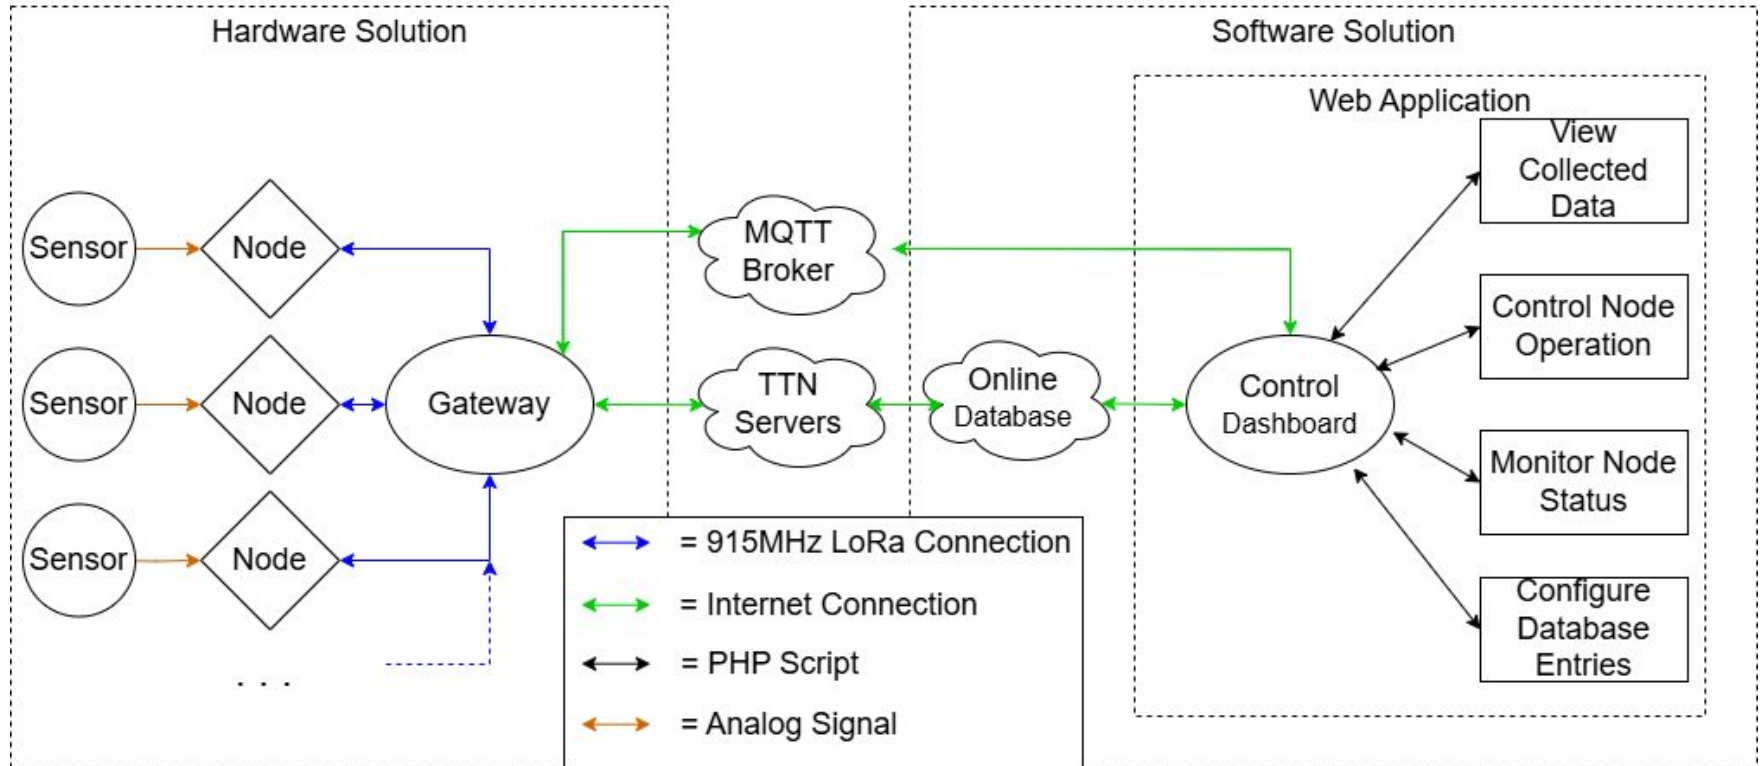 Hardware Solution
Software Solution
Web Application
View
Collected
Data
Sensor
Node
MQTT
Broker
Control Node
Operation
Sensor
Node
Gateway
TTN
Servers
Online
Database
Control
Dashboard
Monitor Node
Status
Sensor
Node
. . .
= 915MHz LoRa Connection
= Internet Connection
= PHP Script
= Analog Signal
Configure
Database
Entries